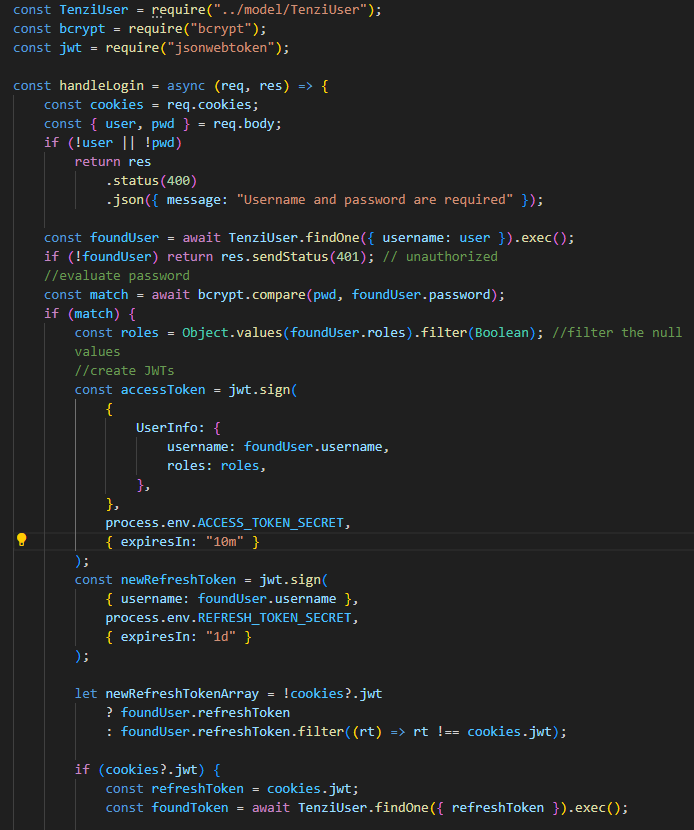 const TenziUser = require("../model/TenziUser");
const bcrypt = require("bcrypt");
const jwt = require("jsonwebtoken");

const handleLogin = async (req, res) => {
    const cookies = req.cookies;
    const { user, pwd } = req.body;
    if (!user || !pwd)
        return res
            .status(400)
            .json({ message: "Username and password are required" });

    const foundUser = await TenziUser.findOne({ username: user }).exec();
    if (!foundUser) return res.sendStatus(401); // unauthorized
    //evaluate password
    const match = await bcrypt.compare(pwd, foundUser.password);
    if (match) {
        const roles = Object.values(foundUser.roles).filter(Boolean); //filter the null
        values
        //create JWTs
        const accessToken = jwt.sign(
            {
                UserInfo: {
                    username: foundUser.username,
                    roles: roles,
                },
            },
            process.env.ACCESS_TOKEN_SECRET,
            { expiresIn: "10m" }
        );
        const newRefreshToken = jwt.sign(
            { username: foundUser.username },
            process.env.REFRESH_TOKEN_SECRET,
            { expiresIn: "1d" }
        );

        let newRefreshTokenArray = !cookies?.jwt
            ? foundUser.refreshToken
            : foundUser.refreshToken.filter((rt) => rt !== cookies.jwt);

        if (cookies?.jwt) {
            const refreshToken = cookies.jwt;
            const foundToken = await TenziUser.findOne({ refreshToken }).exec();